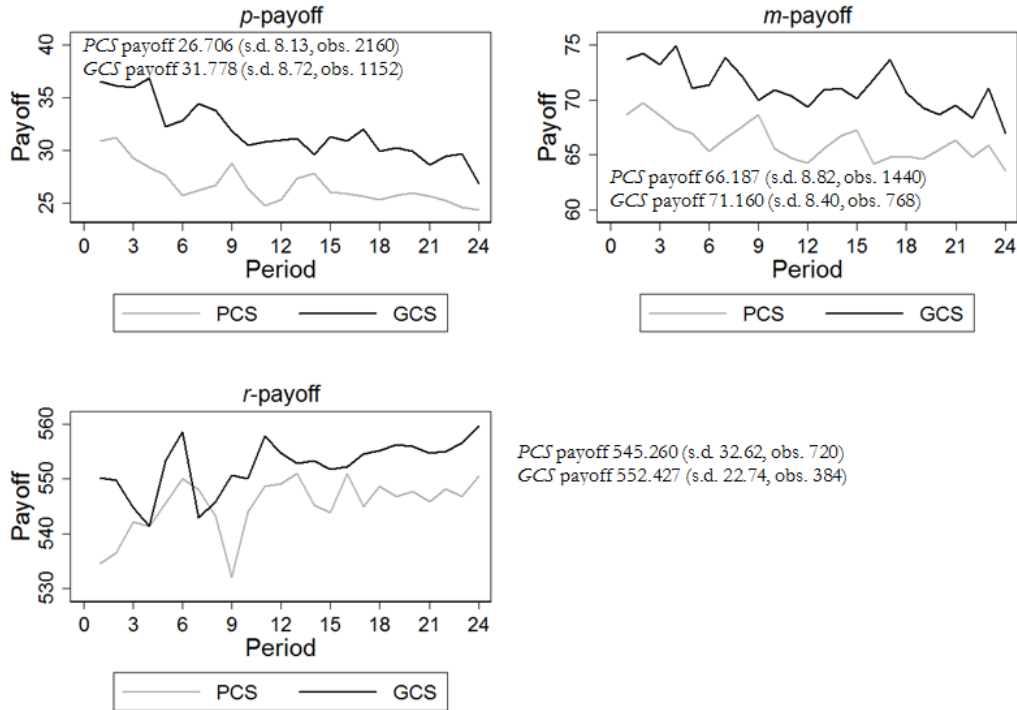 p-payoff
PCS payoff 26.706 (s.d. 8.13, obs. 2160)
GCS payoff 31.778 (s.d. 8.72, obs. 1152)
Payoff
40
35
30
25
0 3 6 9 12 15 18 21 24
Period
PCS GCS
m-payoff
Payoff
75
70
65
60
PCS payoff 66.187 (s.d. 8.82, obs. 1440)
GCS payoff 71.160 (s.d. 8.40, obs. 768)
0 3 6 9 12 15 18 21 24
Period
PCS GCS
r-payoff
Payoff
560
550
540
530
0 3 6 9 12 15 18 21 24
Period
PCS GCS
PCS payoff 545.260 (s.d. 32.62, obs. 720)
GCS payoff 552.427 (s.d. 22.74, obs. 384)